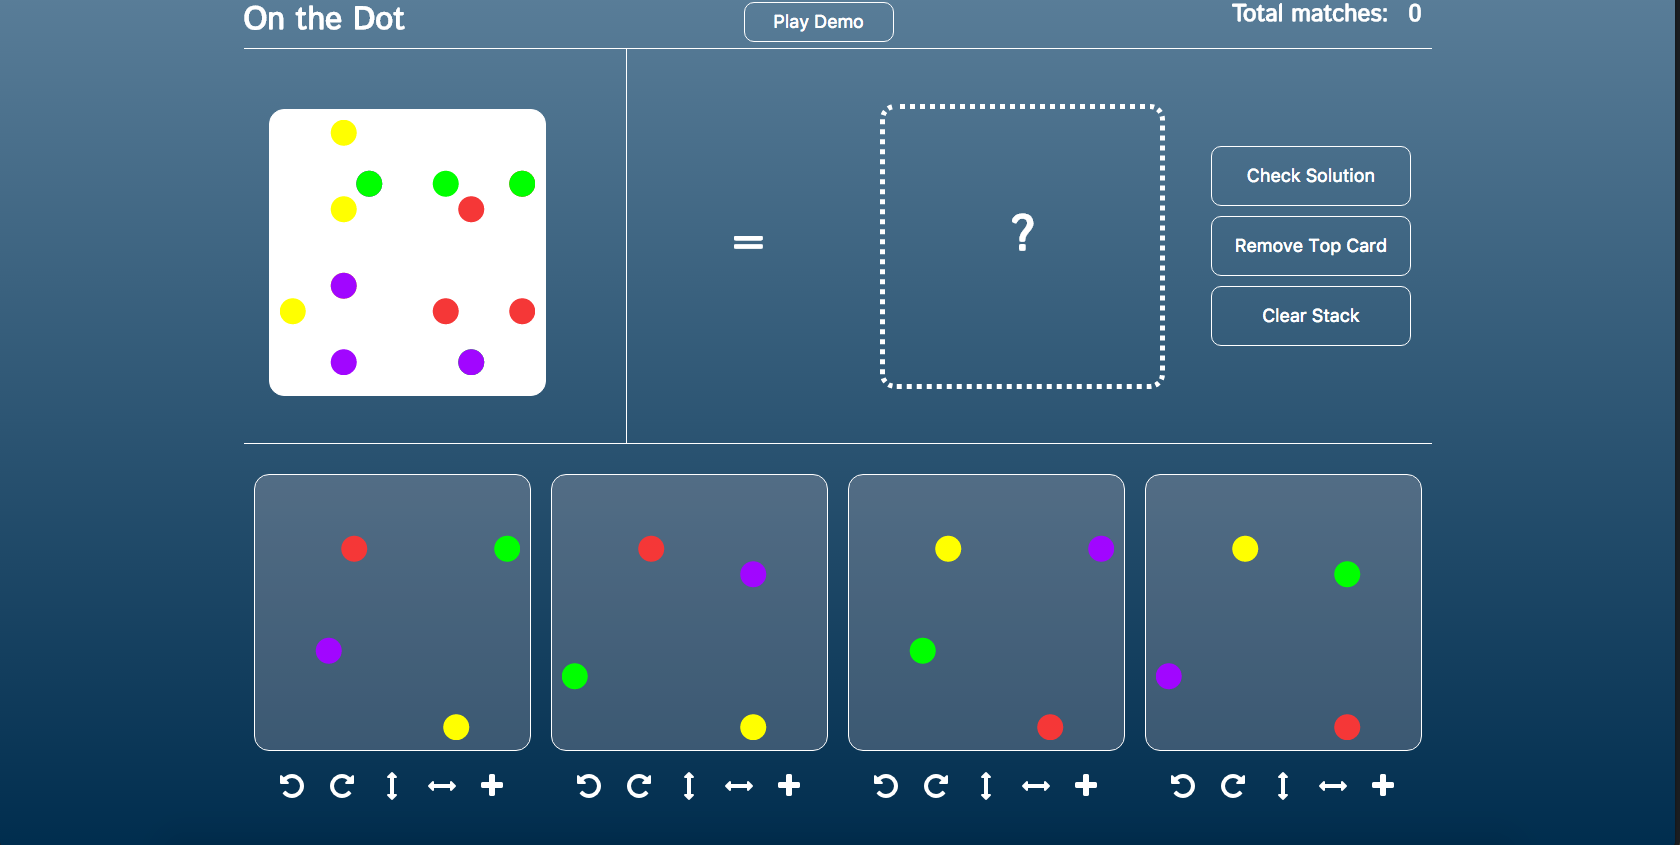 On the Dot
Play Demo
Total matches: 0
=
?
Check Solution
Remove Top Card
Clear Stack